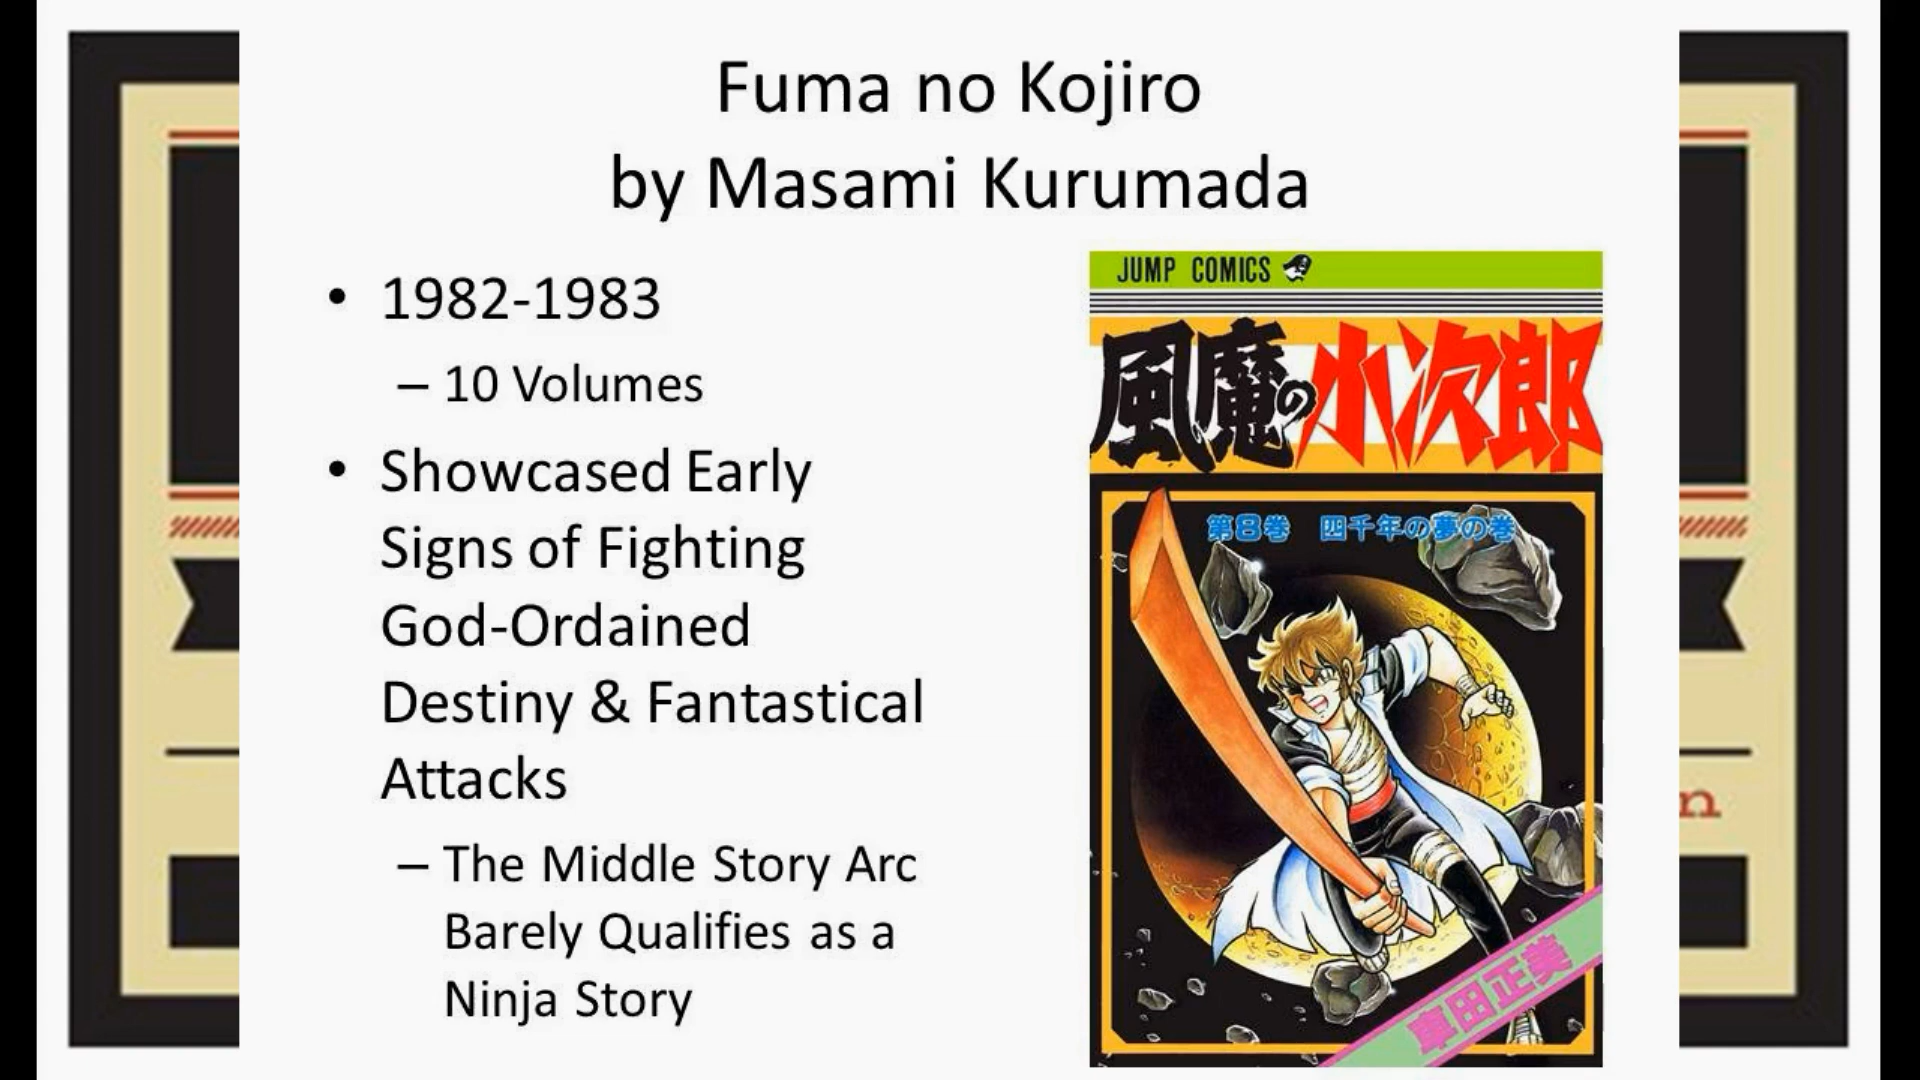 Fuma no Kojiro
by Masami Kurumada
• 1982-1983
– 10 Volumes
• Showcased Early
Signs of Fighting
God-Ordained
Destiny & Fantastical
Attacks
– The Middle Story Arc
Barely Qualifies as a
Ninja Story
JUMP COMICS
風魔の小次郎
第8巻 四千年の夢の巻
車田正美
n